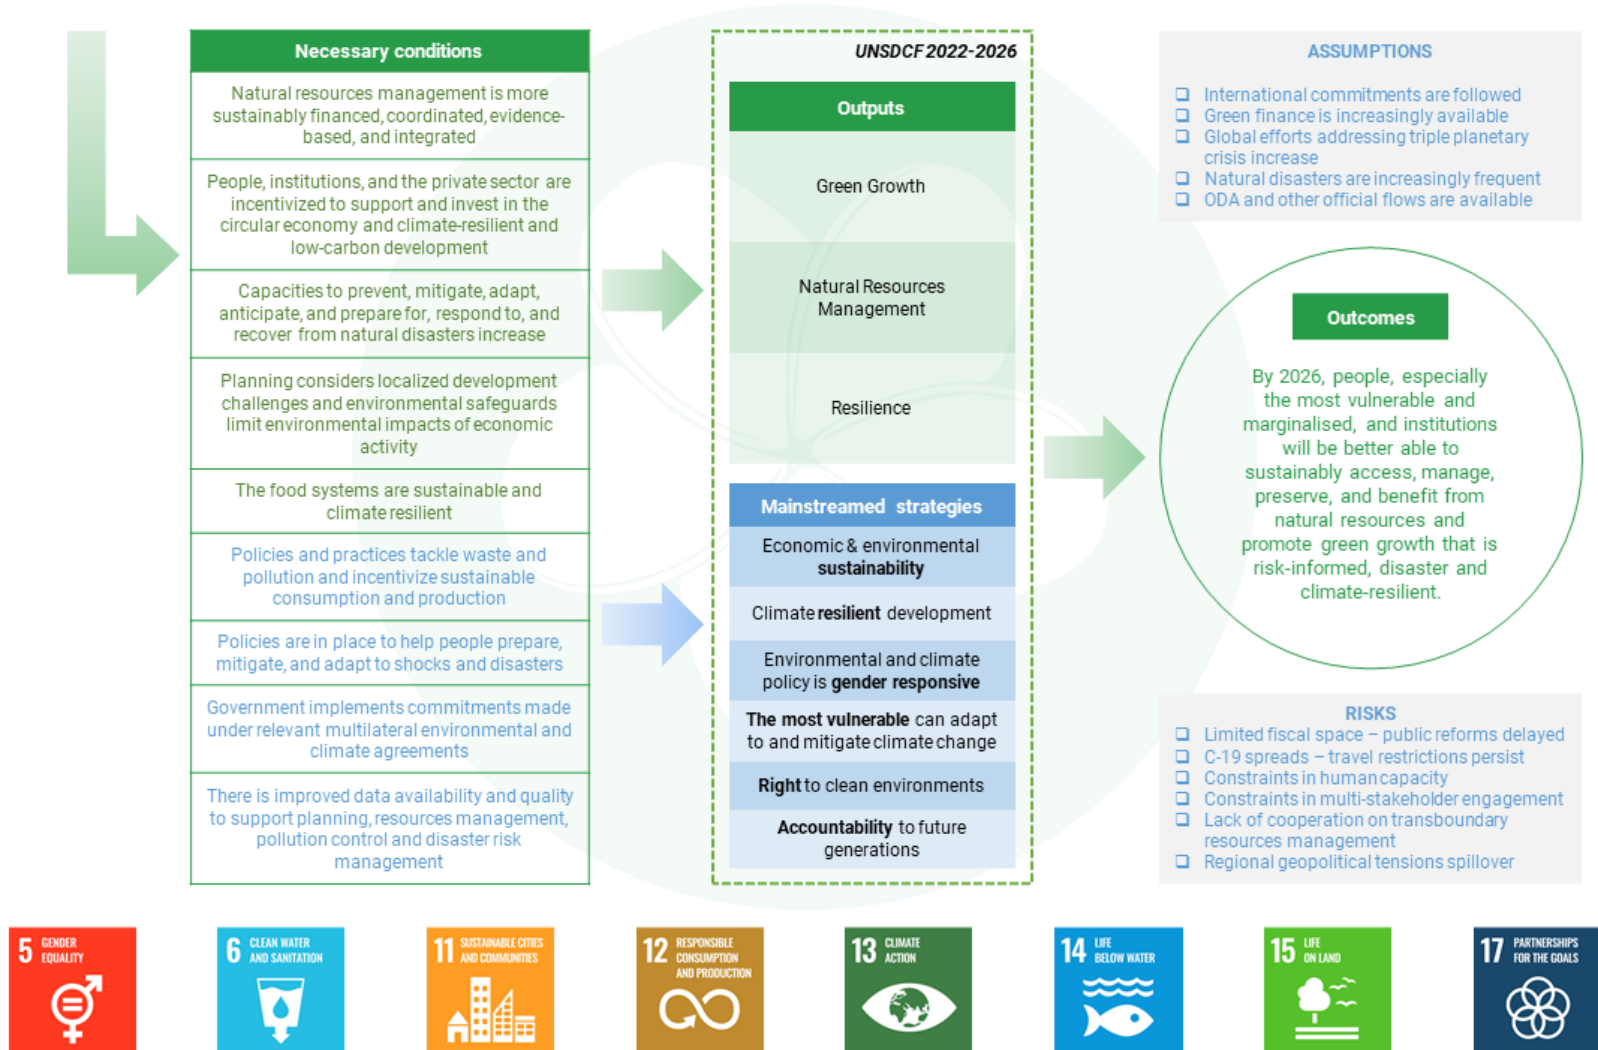 Necessary conditions
Natural resources management is more
sustainably financed, coordinated, evidence-
based, and integrated
People, institutions, and the private sector are
incentivized to support and invest in the
circular economy and climate-resilient and
low-carbon development
Capacities to prevent, mitigate, adapt,
anticipate, and prepare for, respond to, and
recover from natural disasters increase
Planning considers localized development
challenges and environmental safeguards
limit environmental impacts of economic
activity
The food systems are sustainable and
climate resilient
Policies and practices tackle waste and
pollution and incentivize sustainable
consumption and production
Policies are in place to help people prepare,
mitigate, and adapt to shocks and disasters
Government implements commitments made
under relevant multilateral environmental and
climate agreements
There is improved data availability and quality
to support planning, resources management,
pollution control and disaster risk
management
UNSDCF 2022-2026
Outputs
Green Growth
Natural Resources
Management
Resilience
Mainstreamed strategies
Economic & environmental
sustainability
Climate resilient development
Environmental and climate
policy is gender responsive
The most vulnerable can adapt
to and mitigate climate change
Right to clean environments
Accountability to future
generations
ASSUMPTIONS
International commitments are followed
Green finance is increasingly available
Global efforts addressing triple planetary
crisis increase
Natural disasters are increasingly frequent
ODA and other official flows are available
Outcomes
By 2026, people, especially
the most vulnerable and
marginalised, and institutions
will be better able to
sustainably access, manage,
preserve, and benefit from
natural resources and
promote green growth that is
risk-informed, disaster and
climate-resilient.
RISKS
Limited fiscal space – public reforms delayed
C-19 spreads – travel restrictions persist
Constraints in human capacity
Constraints in multi-stakeholder engagement
Lack of cooperation on transboundary
resources management
Regional geopolitical tensions spillover
5 GENDER
EQUALITY
6 CLEAN WATER
AND SANITATION
11 SUSTAINABLE CITIES
AND COMMUNITIES
12 RESPONSIBLE
CONSUMPTION
AND PRODUCTION
13 CLIMATE
ACTION
14 LIFE
BELOW WATER
15 LIFE
ON LAND
17 PARTNERSHIPS
FOR THE GOALS